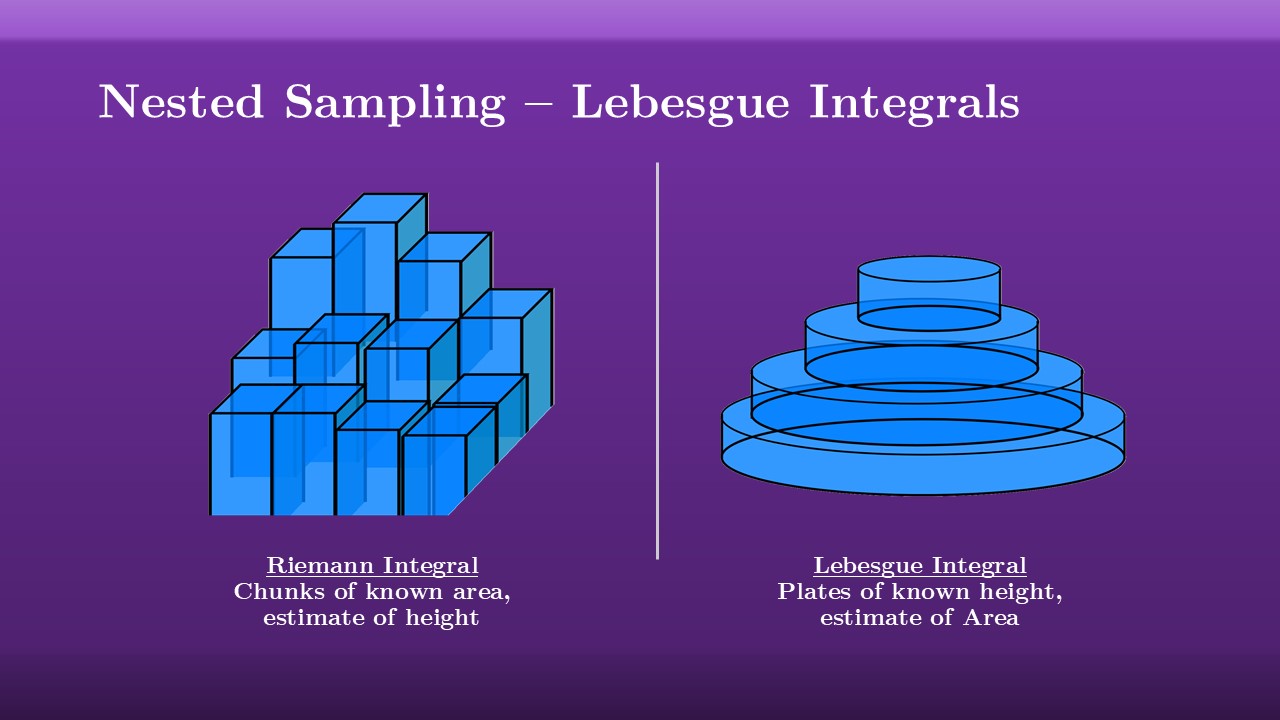 Nested Sampling – Lebesgue Integrals
Riemann Integral
Chunks of known area,
estimate of height
Lebesgue Integral
Plates of known height,
estimate of Area